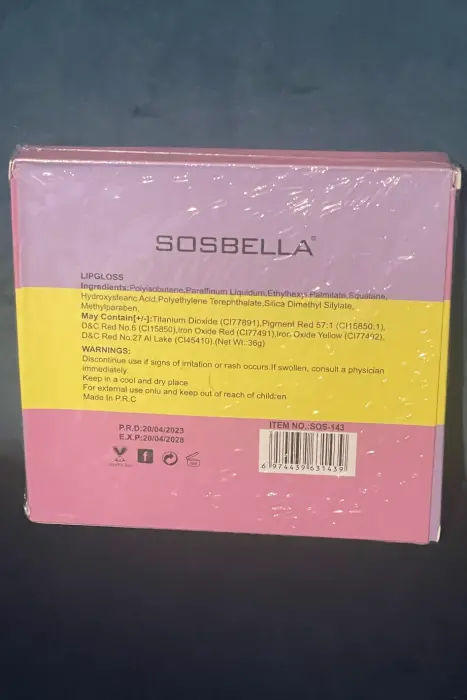 SOSBELLA®
LIPGLOSS
Ingredients:Polyisobutene,Paraffinum Liquidum,Ethylhexyl Palmitate,Squalane,
Hydroxystearic Acid,Polyethylene Terephthalate,Silica Dimethyl Silylate,
Methylparaben,
May Contain[+/-]:Titanium Dioxide (CI77891),Pigment Red 57:1 (CI15850:1),
D&C Red No.6 (CI15850),Iron Oxide Red (CI77491),Iron Oxide Yellow (CI77492),
D&C Red No.27 Al Lake (CI45410).(Net Wt.:36g)
WARNINGS:
Discontinue use if signs of irritation or rash occurs.If swollen, consult a physician
immediately.
Keep in a cool and dry place
For external use onlu and keep out of reach of children
Made In P.R.C
P.R.D:20/04/2023
E.X.P:20/04/2028
ITEM NO.:SOS-143
6 974439 631439